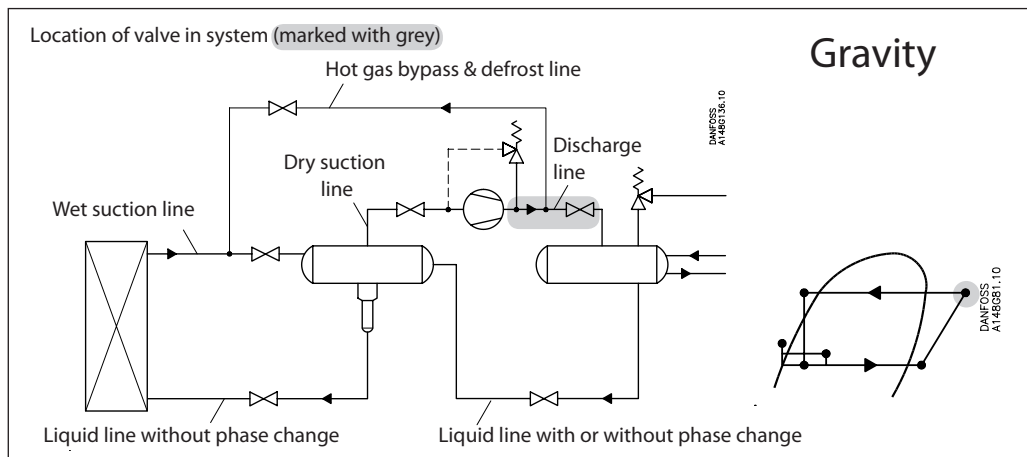 Location of valve in system (marked with grey)
Gravity
Hot gas bypass & defrost line
DANFOSS
A148G136.10
Dry suction
line
Discharge
line
Wet suction line
DANFOSS
A148G81.10
Liquid line without phase change
Liquid line with or without phase change